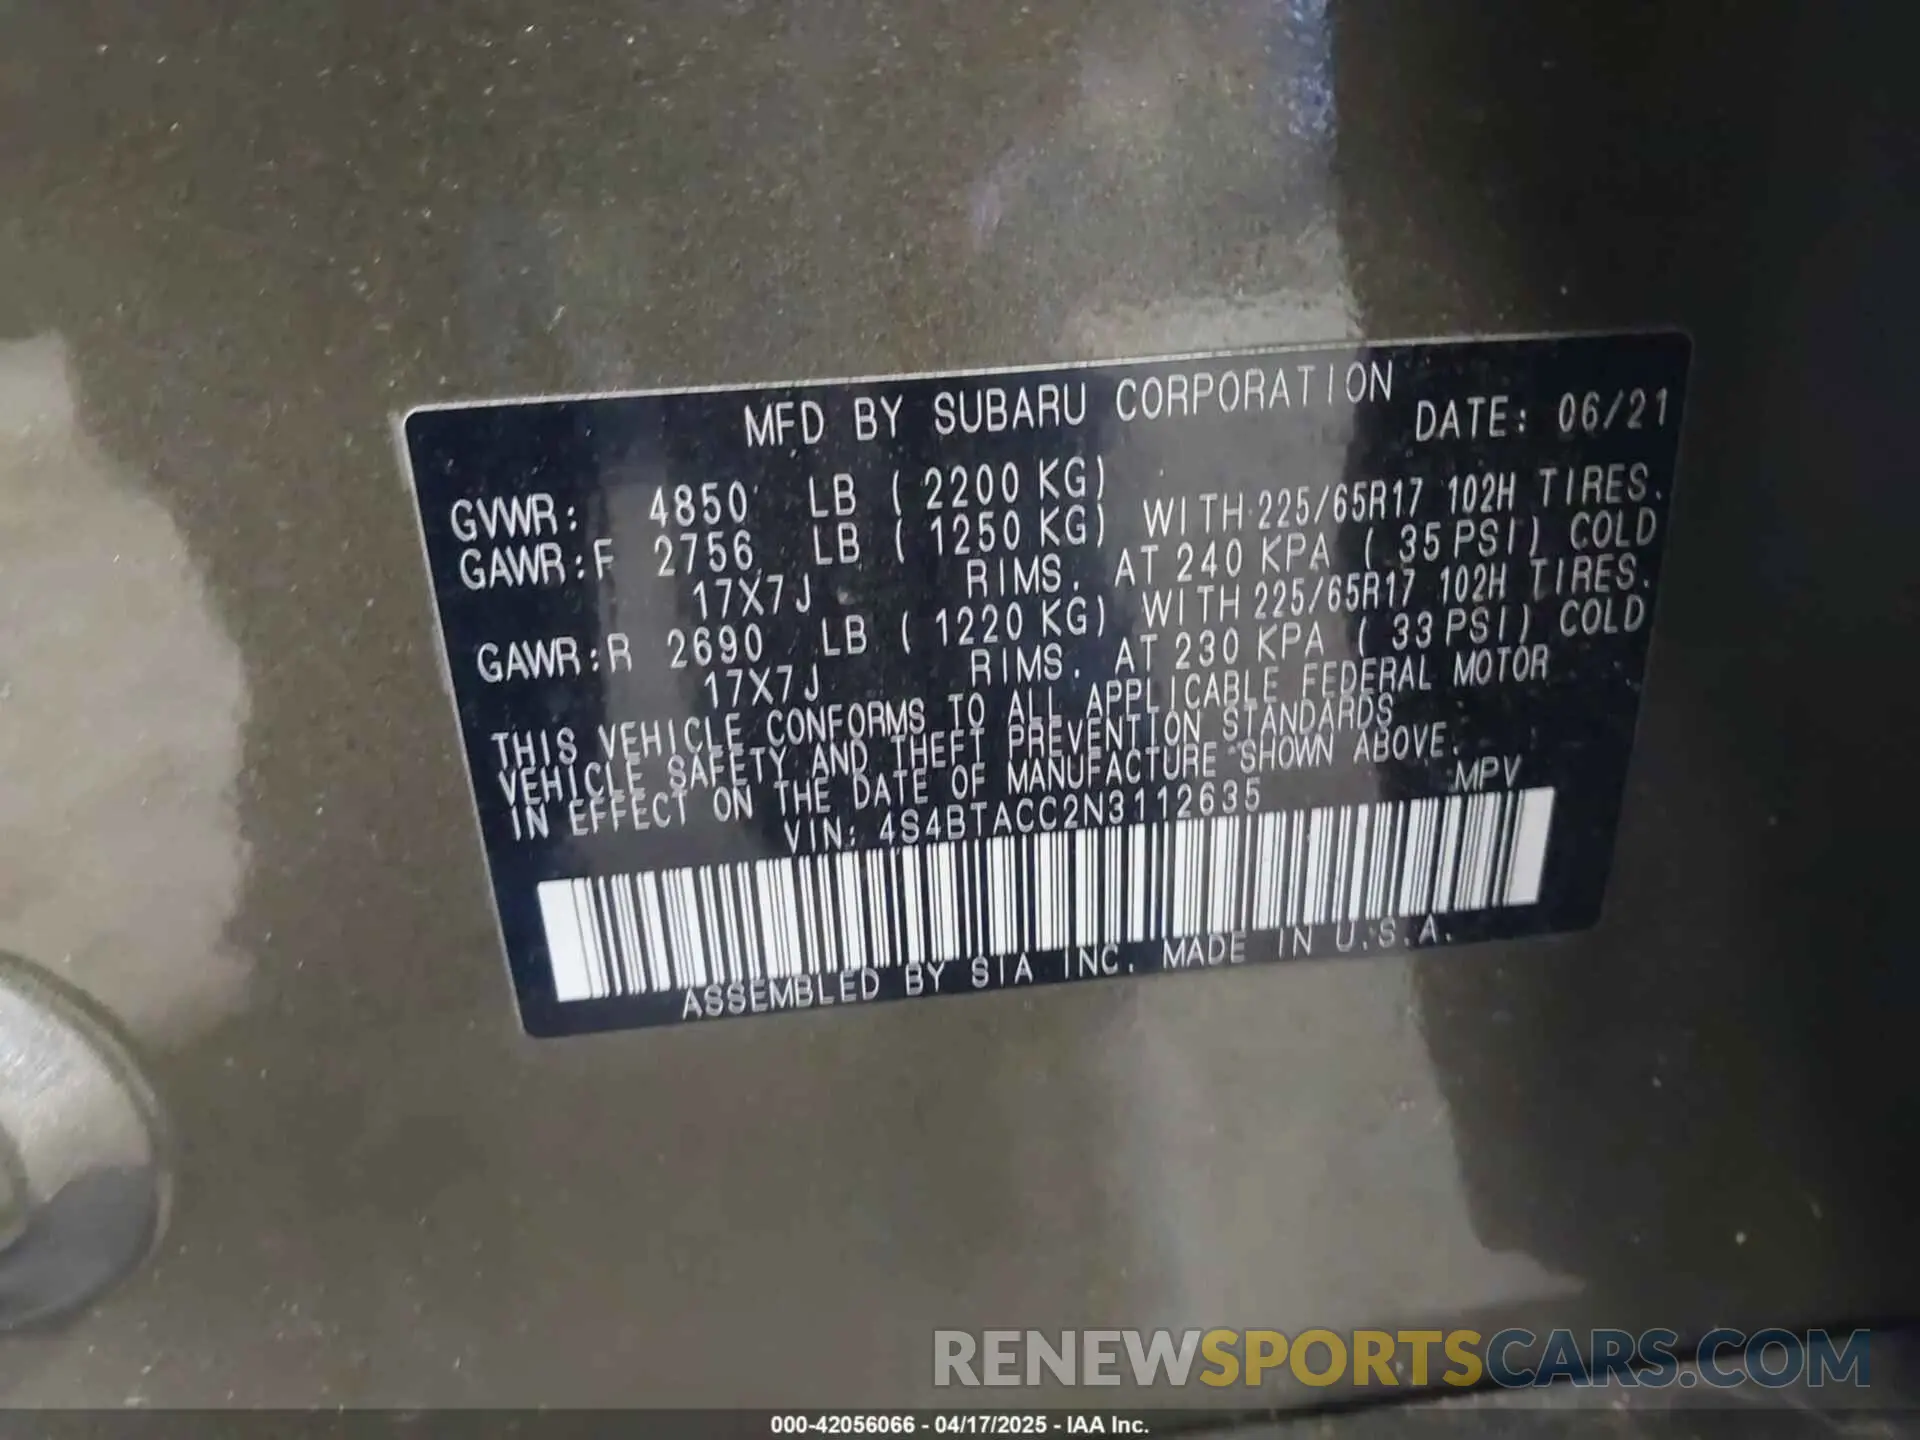 MFD BY SUBARU CORPORATION DATE: 06/21
GVWR: 4850 LB ( 2200 KG)
GAWR:F 2756 LB ( 1250 KG) WITH 225/65R17 102H TIRES.
17X7J RIMS. AT 240 KPA ( 35 PSI) COLD
GAWR:R 2690 LB ( 1220 KG) WITH 225/65R17 102H TIRES.
17X7J RIMS. AT 230 KPA ( 33 PSI) COLD
THIS VEHICLE CONFORMS TO ALL APPLICABLE FEDERAL MOTOR
VEHICLE SAFETY AND THEFT PREVENTION STANDARDS
IN EFFECT ON THE DATE OF MANUFACTURE SHOWN ABOVE.
VIN: 4S4BTACC2N3112635 MPV
ASSEMBLED BY SIA INC. MADE IN U.S.A.
RENEWSPORTSCARS.COM
000-42056066 - 04/17/2025 - IAA Inc.